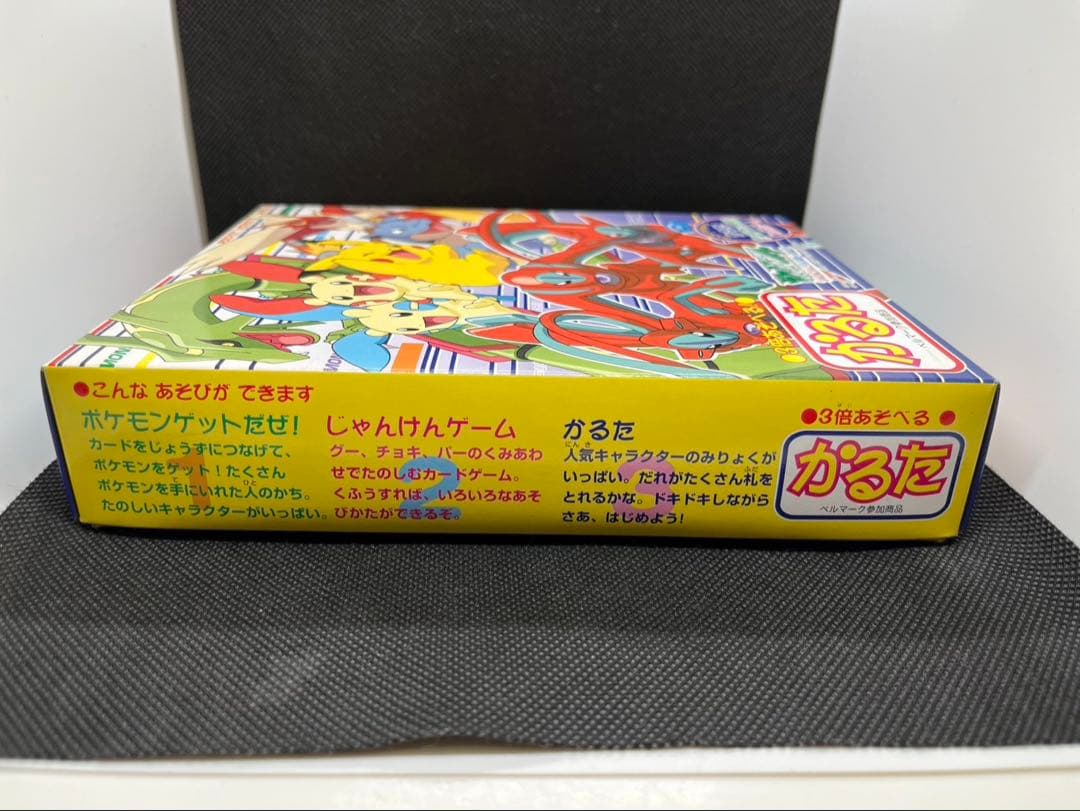 かるた
MOVIE
●こんな あそびが できます
1
ポケモンゲットだぜ!
カードをじょうずにつなげて、
ポケモンをゲット!たくさん
ポケモンを手にいれた人のかち。
たのしいキャラクターがいっぱい。
2
じゃんけんゲーム
グー、チョキ、パーのくみあわ
せでたのしむカードゲーム。
くふうすれば、いろいろなあそ
びかたができるぞ。
3
かるた
人気キャラクターのみりょくが
いっぱい。だれがたくさん札を
とれるかな。ドキドキしながら
さあ、はじめよう!
●3倍あそべる●
かるた
ベルマーク参加商品